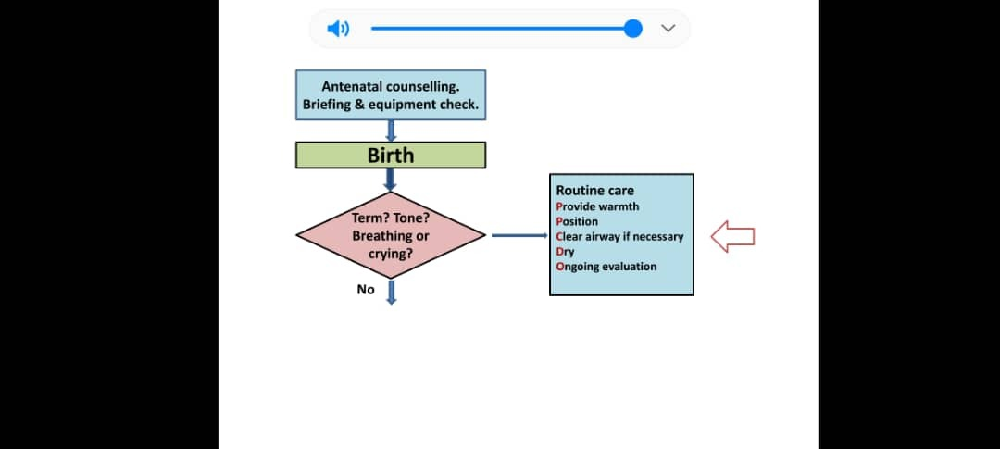 Antenatal counselling.
Briefing & equipment check.
Birth
Term? Tone?
Breathing or
crying?
No
Routine care
Provide warmth
Position
Clear airway if necessary
Dry
Ongoing evaluation